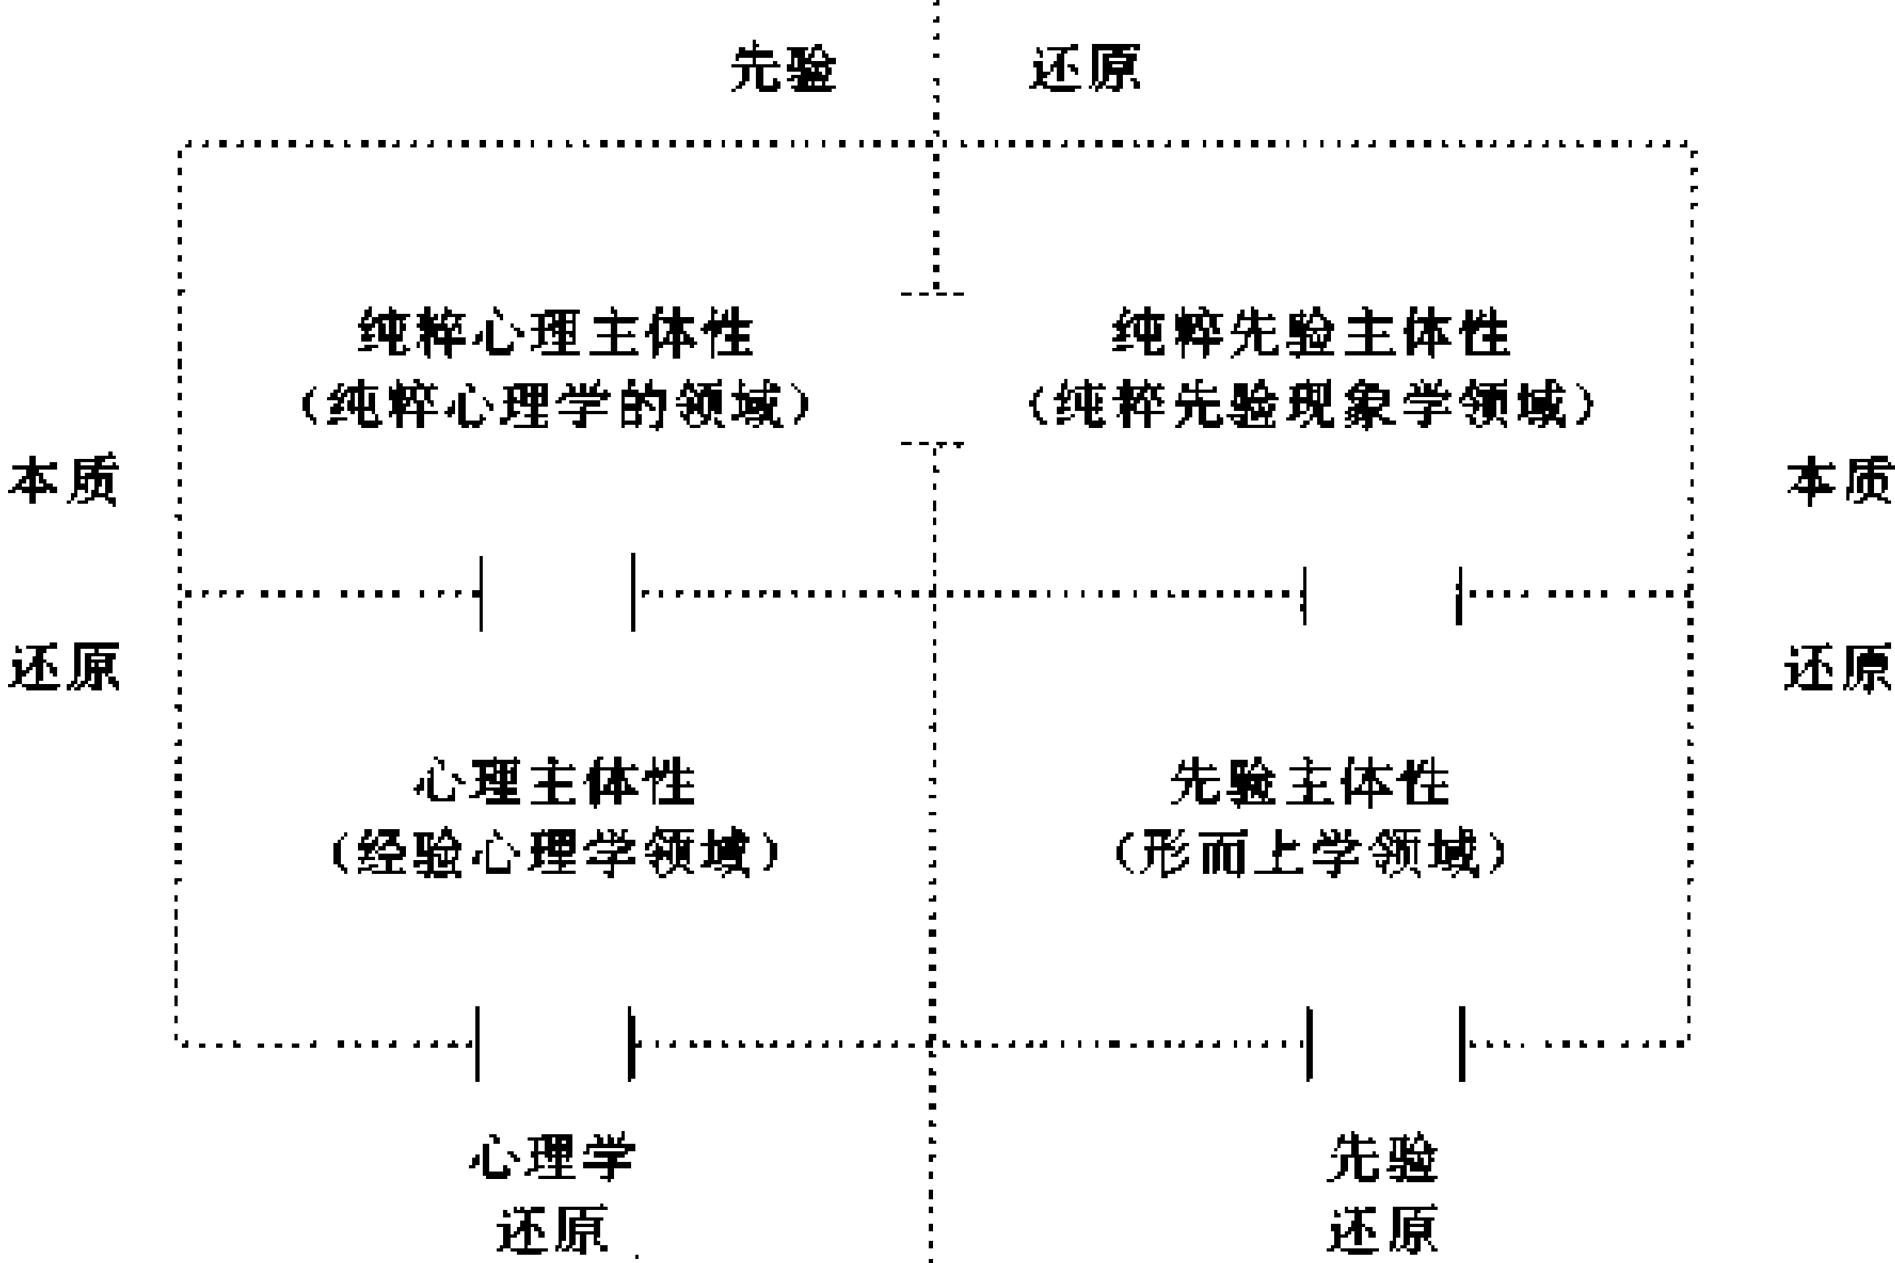 先验 还原
纯粹心理主体性
（纯粹心理学的领域）
纯粹先验主体性
（纯粹先验现象学领域）
本质
还原
本质
还原
心理主体性
（经验心理学领域）
先验主体性
（形而上学领域）
心理学
还原
先验
还原